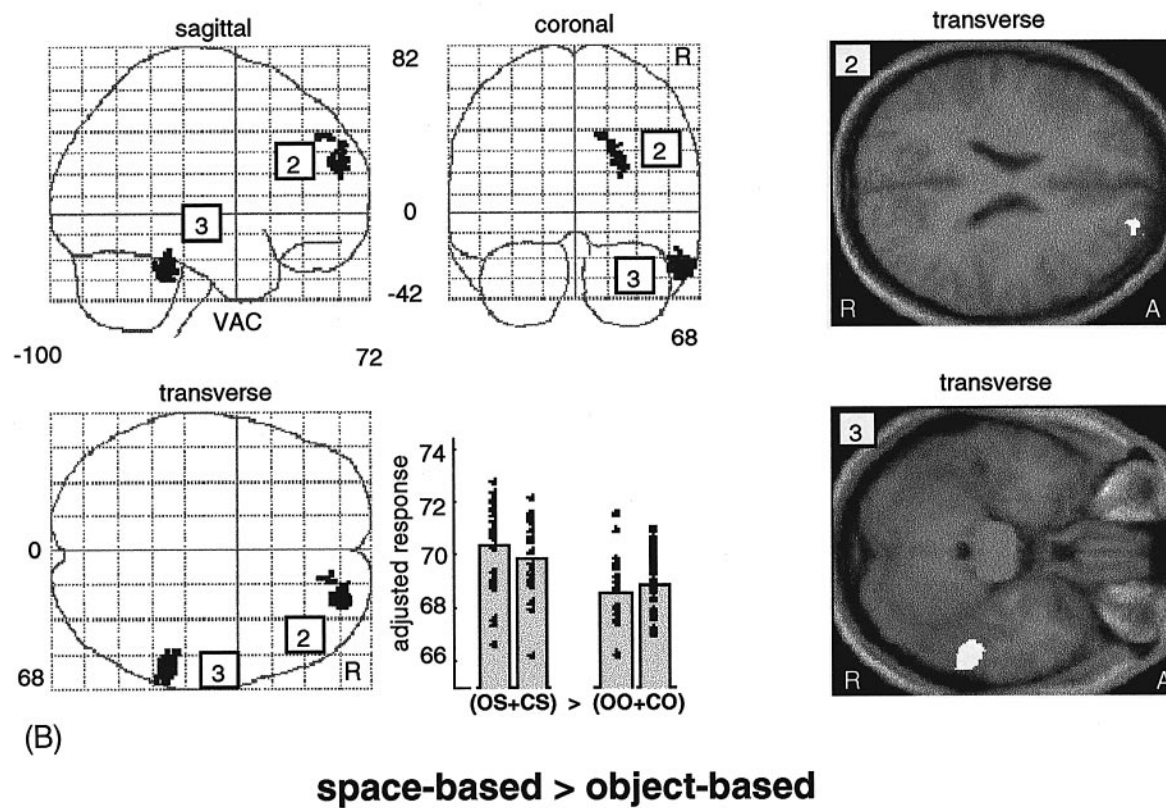 sagittal
coronal
transverse
82
R
2
2
2
3
0
3
-42
VAC
R
A
-100
72
68
transverse
transverse
3
74
72
0
70
adjusted response
68
2
66
68
3
R
R
A
(OS+CS) > (OO+CO)
(B)
space-based > object-based